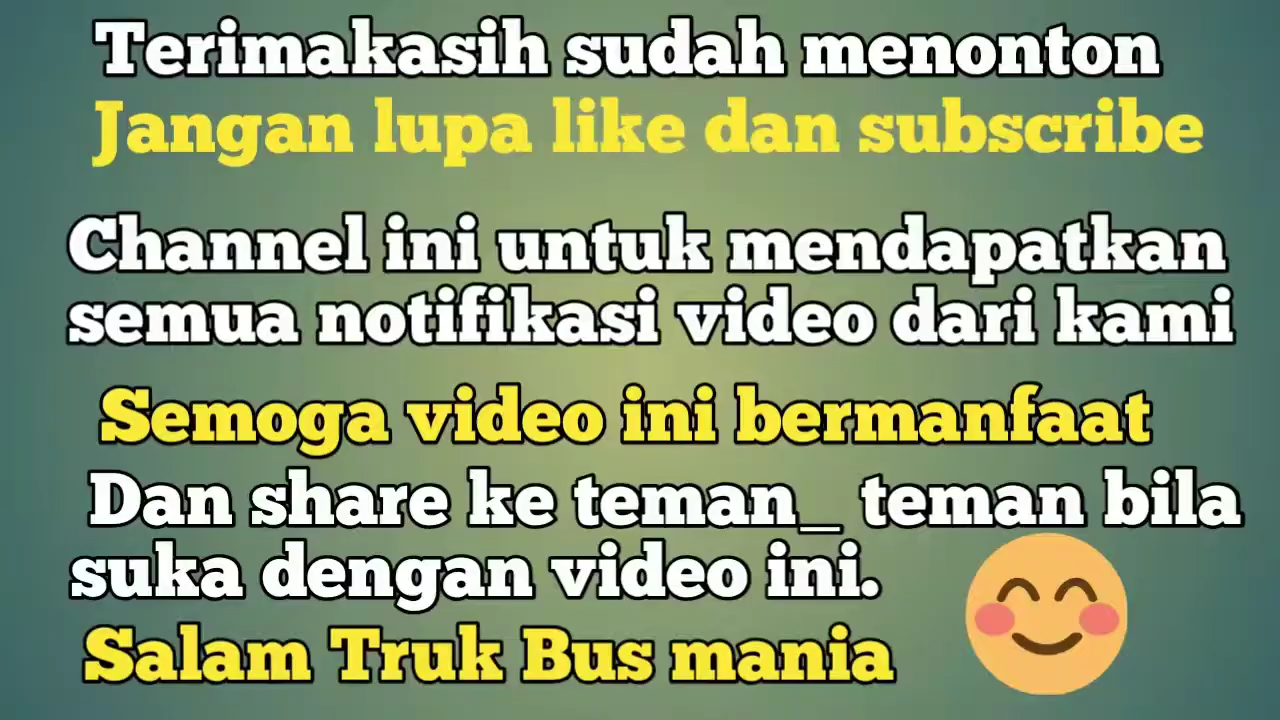 Terimakasih sudah menonton
Jangan lupa like dan subscribe
Channel ini untuk mendapatkan
semua notifikasi video dari kami
Semoga video ini bermanfaat
Dan share ke teman_ teman bila
suka dengan video ini.
Salam Truk Bus mania